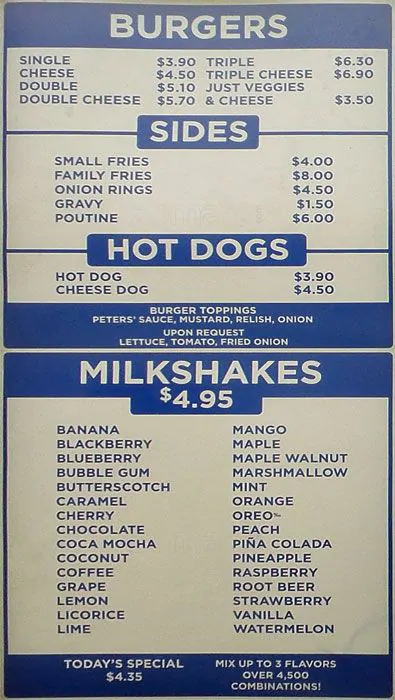 BURGERS
SINGLE $3.90 TRIPLE $6.30
CHEESE $4.50 TRIPLE CHEESE $6.90
DOUBLE $5.10 JUST VEGGIES
DOUBLE CHEESE $5.70 & CHEESE $3.50
SIDES
SMALL FRIES $4.00
FAMILY FRIES $8.00
ONION RINGS $4.50
GRAVY $1.50
POUTINE $6.00
HOT DOGS
HOT DOG $3.90
CHEESE DOG $4.50
BURGER TOPPINGS
PETERS' SAUCE, MUSTARD, RELISH, ONION
UPON REQUEST
LETTUCE, TOMATO, FRIED ONION
MILKSHAKES
$4.95
BANANA
BLACKBERRY
BLUEBERRY
BUBBLE GUM
BUTTERSCOTCH
CARAMEL
CHERRY
CHOCOLATE
COCA MOCHA
COCONUT
COFFEE
GRAPE
LEMON
LICORICE
LIME
MANGO
MAPLE
MAPLE WALNUT
MARSHMALLOW
MINT
ORANGE
OREO™
PEACH
PIÑA COLADA
PINEAPPLE
RASPBERRY
ROOT BEER
STRAWBERRY
VANILLA
WATERMELON
TODAY'S SPECIAL
$4.35
MIX UP TO 3 FLAVORS
OVER 4,500
COMBINATIONS!